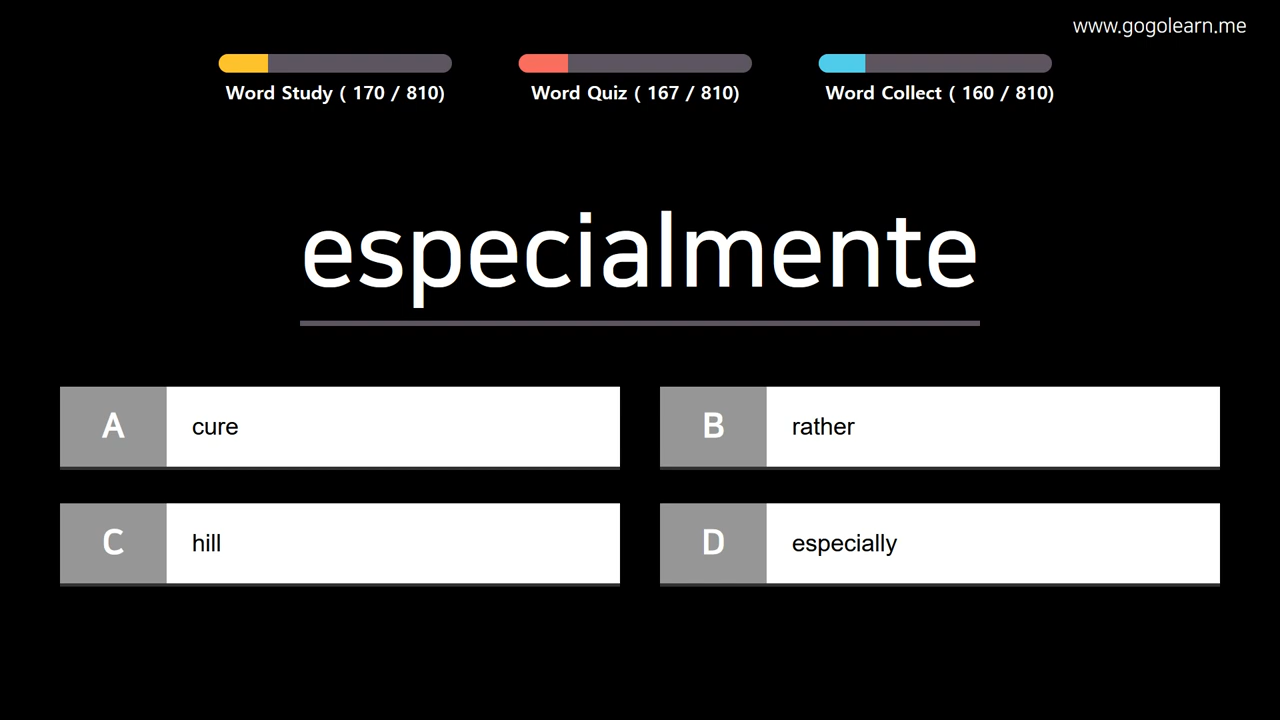 www.gogolearn.me
Word Study ( 170 / 810)
Word Quiz ( 167 / 810)
Word Collect ( 160 / 810)
especialmente
A cure
B rather
C hill
D especially